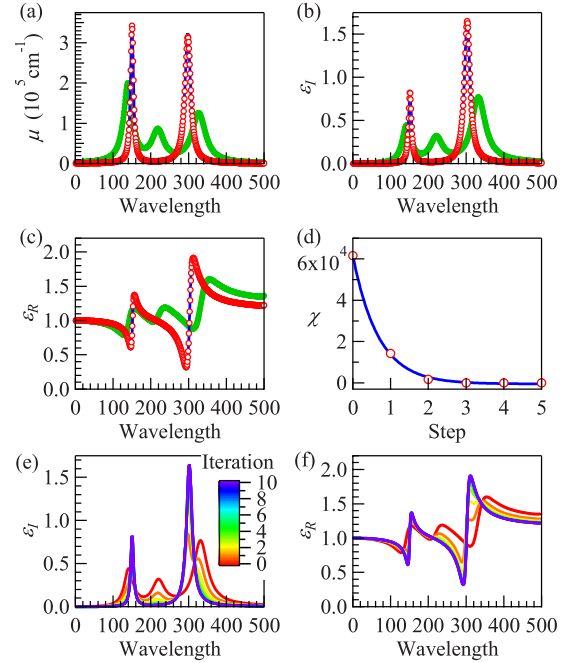 (a)
(b)
3
2
1
0
μ (10⁵ cm⁻¹)
0 100 200 300 400 500
Wavelength
1.5
1.0
0.5
0.0
ε_I
0 100 200 300 400 500
Wavelength
(c)
(d)
2.0
1.5
1.0
0.5
0.0
ε_R
0 100 200 300 400 500
Wavelength
6x10⁴
4
2
0
χ
0 1 2 3 4 5
Step
(e)
(f)
1.5
1.0
0.5
0.0
ε_I
Iteration
10
8
6
4
2
0
0 100 200 300 400 500
Wavelength
2.0
1.5
1.0
0.5
0.0
ε_R
0 100 200 300 400 500
Wavelength